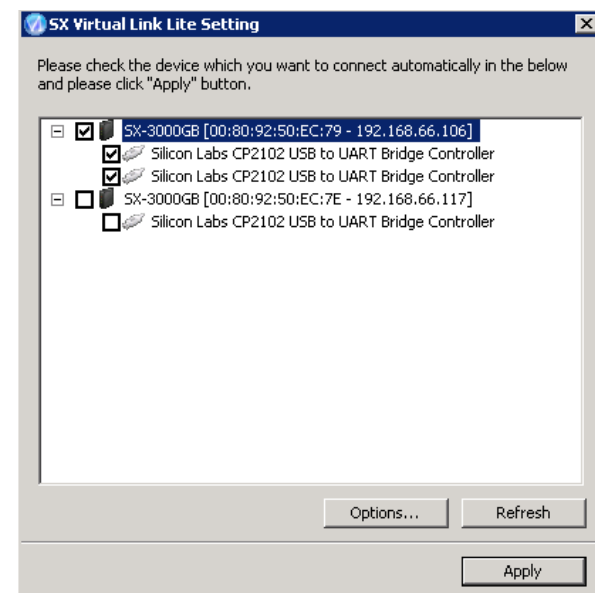 SX Virtual Link Lite Setting
Please check the device which you want to connect automatically in the below
and please click "Apply" button.
SX-3000GB [00:80:92:50:EC:79 - 192.168.66.106]
Silicon Labs CP2102 USB to UART Bridge Controller
Silicon Labs CP2102 USB to UART Bridge Controller
SX-3000GB [00:80:92:50:EC:7E - 192.168.66.117]
Silicon Labs CP2102 USB to UART Bridge Controller
Options... Refresh
Apply